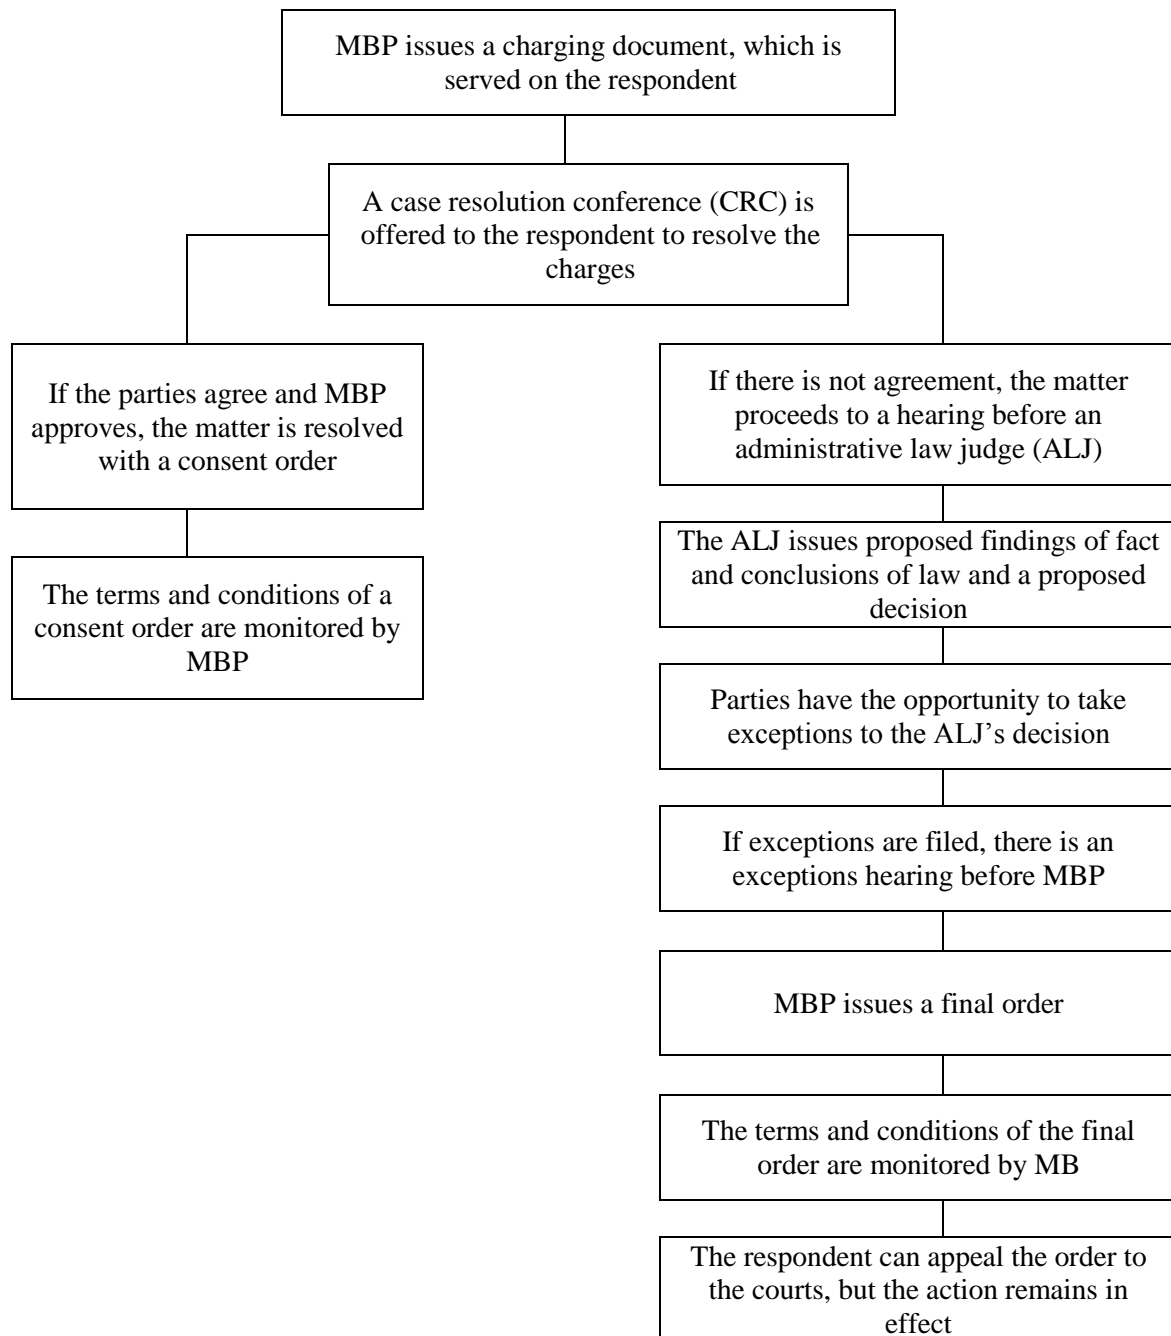 MBP issues a charging document, which is
served on the respondent
A case resolution conference (CRC) is
offered to the respondent to resolve the
charges
If the parties agree and MBP
approves, the matter is resolved
with a consent order
The terms and conditions of a
consent order are monitored by
MBP
If there is not agreement, the matter
proceeds to a hearing before an
administrative law judge (ALJ)
The ALJ issues proposed findings of fact
and conclusions of law and a proposed
decision
Parties have the opportunity to take
exceptions to the ALJ’s decision
If exceptions are filed, there is an
exceptions hearing before MBP
MBP issues a final order
The terms and conditions of the final
order are monitored by MB
The respondent can appeal the order to
the courts, but the action remains in
effect